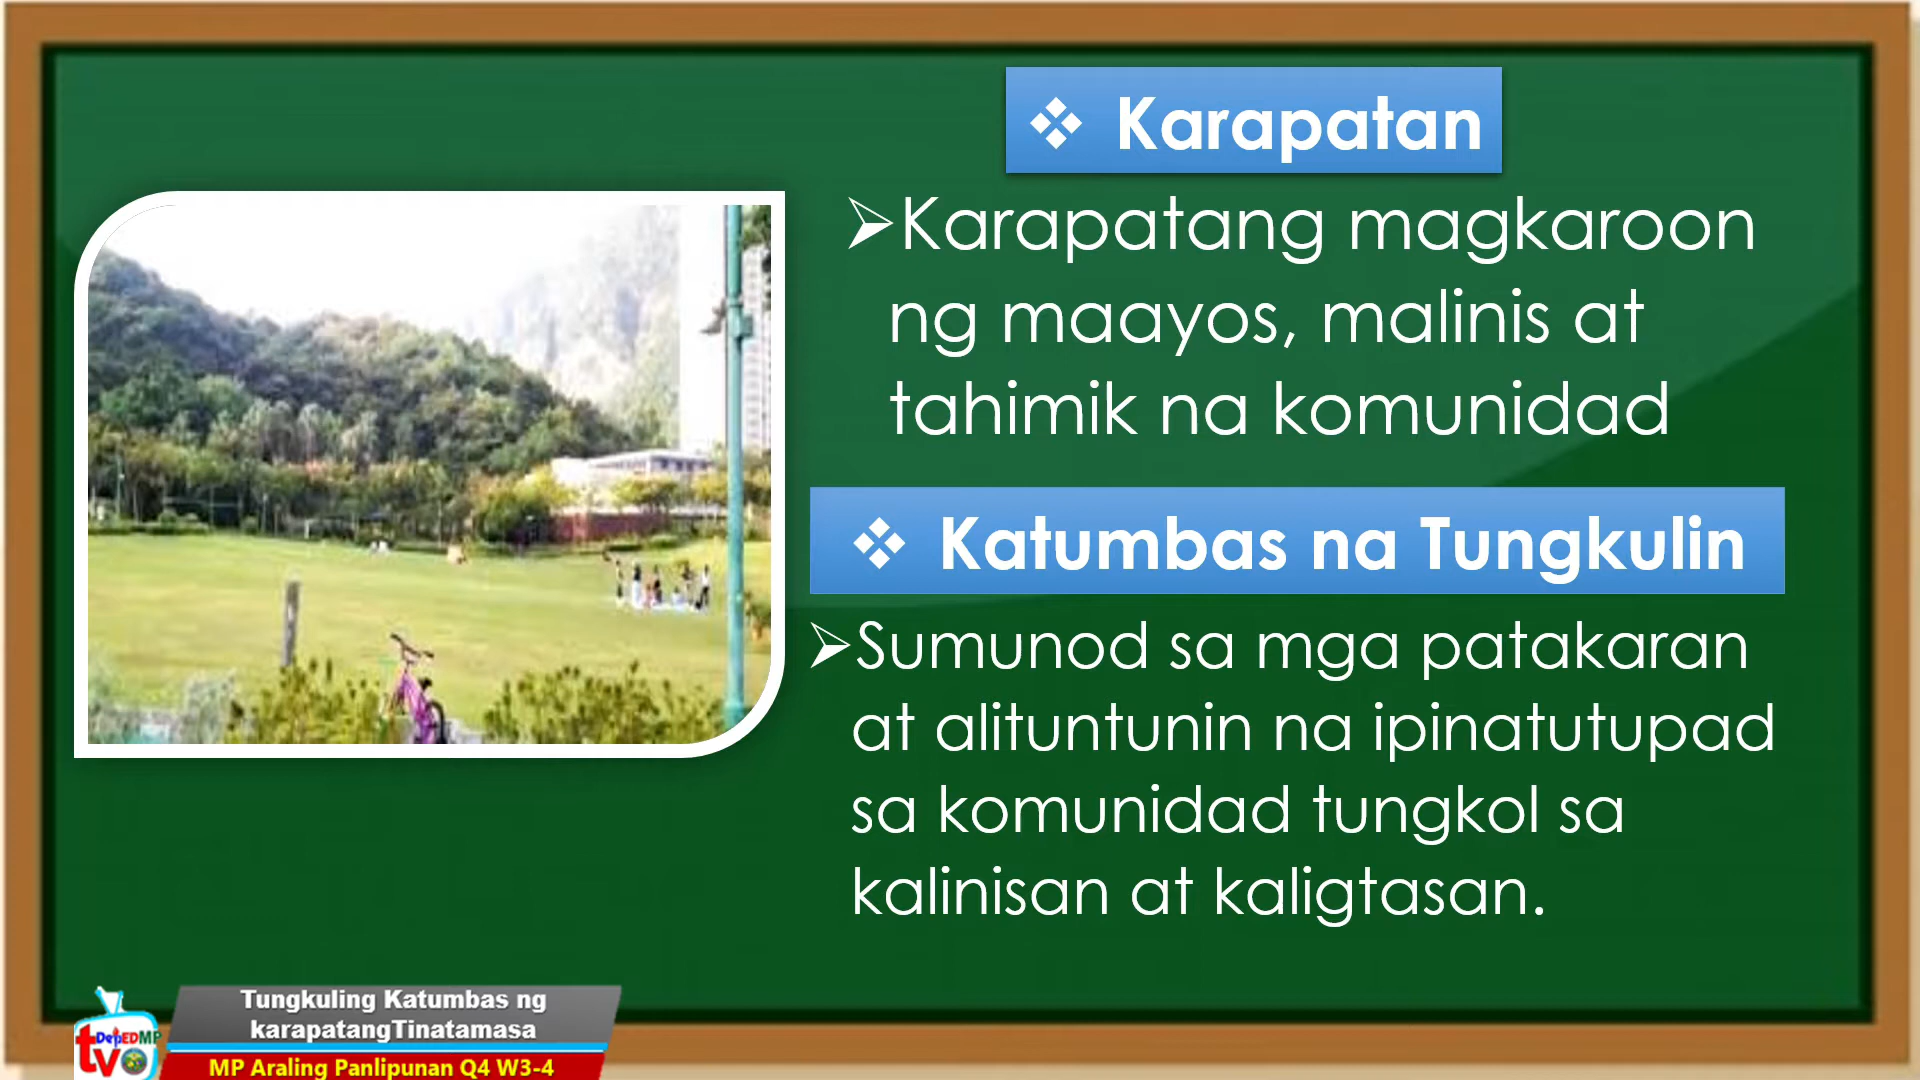 ❖ Karapatan
➢Karapatang magkaroon
ng maayos, malinis at
tahimik na komunidad
❖ Katumbas na Tungkulin
➢Sumunod sa mga patakaran
at alituntunin na ipinatutupad
sa komunidad tungkol sa
kalinisan at kaligtasan.
Tungkuling Katumbas ng
karapatangTinatamasa
DepEDMP
tv
MP Araling Panlipunan Q4 W3-4